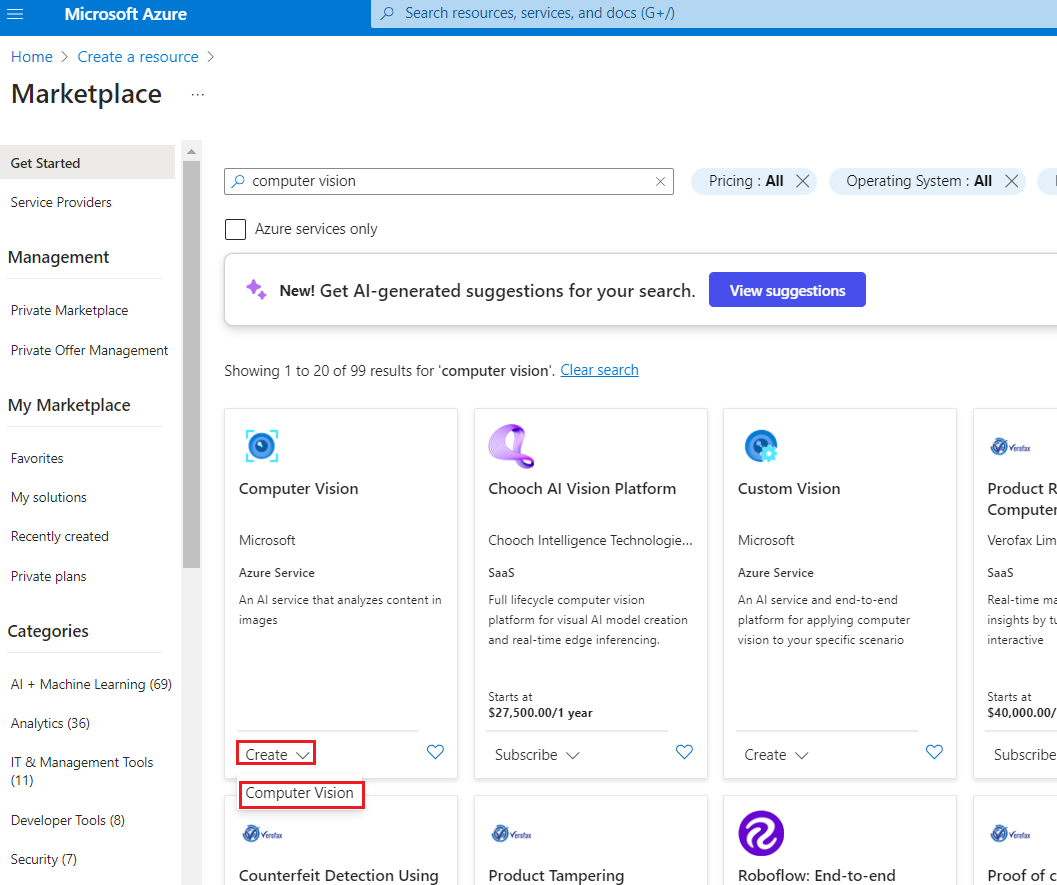 Microsoft Azure
Search resources, services, and docs (G+/)
Home > Create a resource >
Marketplace ...
Get Started
Service Providers
Management
Private Marketplace
Private Offer Management
My Marketplace
Favorites
My solutions
Recently created
Private plans
Categories
AI + Machine Learning (69)
Analytics (36)
IT & Management Tools
(11)
Developer Tools (8)
Security (7)
computer vision
Pricing : All
Operating System : All
Azure services only
New! Get AI-generated suggestions for your search.
View suggestions
Showing 1 to 20 of 99 results for 'computer vision'. Clear search
Computer Vision
Microsoft
Azure Service
An AI service that analyzes content in
images
Create
Computer Vision
Chooch AI Vision Platform
Chooch Intelligence Technologie...
SaaS
Full lifecycle computer vision
platform for visual AI model creation
and real-time edge inferencing.
Starts at
$27,500.00/1 year
Subscribe
Custom Vision
Microsoft
Azure Service
An AI service and end-to-end
platform for applying computer
vision to your specific scenario
Create
Verofax
Product R
Computer
Verofax Lim
SaaS
Real-time ma
insights by tu
interactive
Starts at
$40,000.00/
Subscribe
Verofax
Counterfeit Detection Using
Verofax
Product Tampering
Roboflow: End-to-end
Verofax
Proof of c